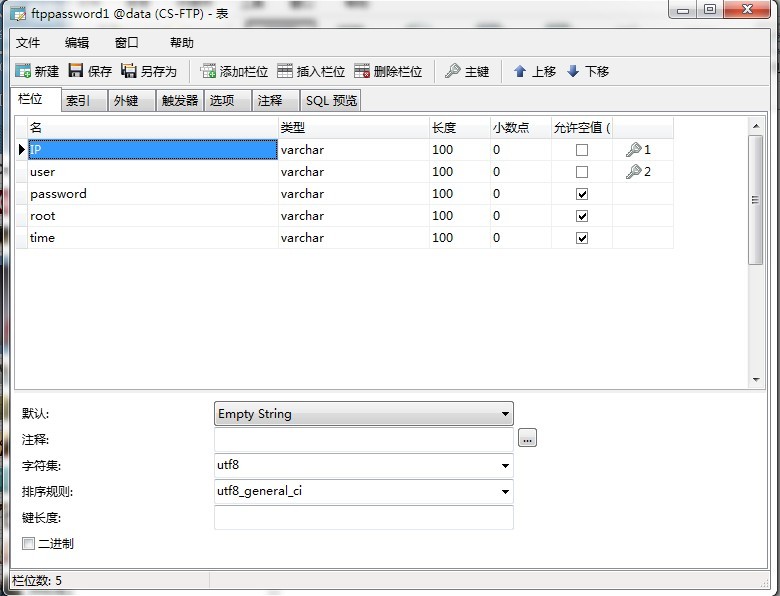 ftppassword1 @data (CS-FTP) - 表
文件 编辑 窗口 帮助
新建 保存 另存为 添加栏位 插入栏位 删除栏位 主键 上移 下移
栏位 索引 外键 触发器 选项 注释 SQL 预览
名 类型 长度 小数点 允许空值 (
IP varchar 100 0 1
user varchar 100 0 2
password varchar 100 0
root varchar 100 0
time varchar 100 0
默认: Empty String
注释: ...
字符集: utf8
排序规则: utf8_general_ci
键长度:
二进制
栏位数: 5